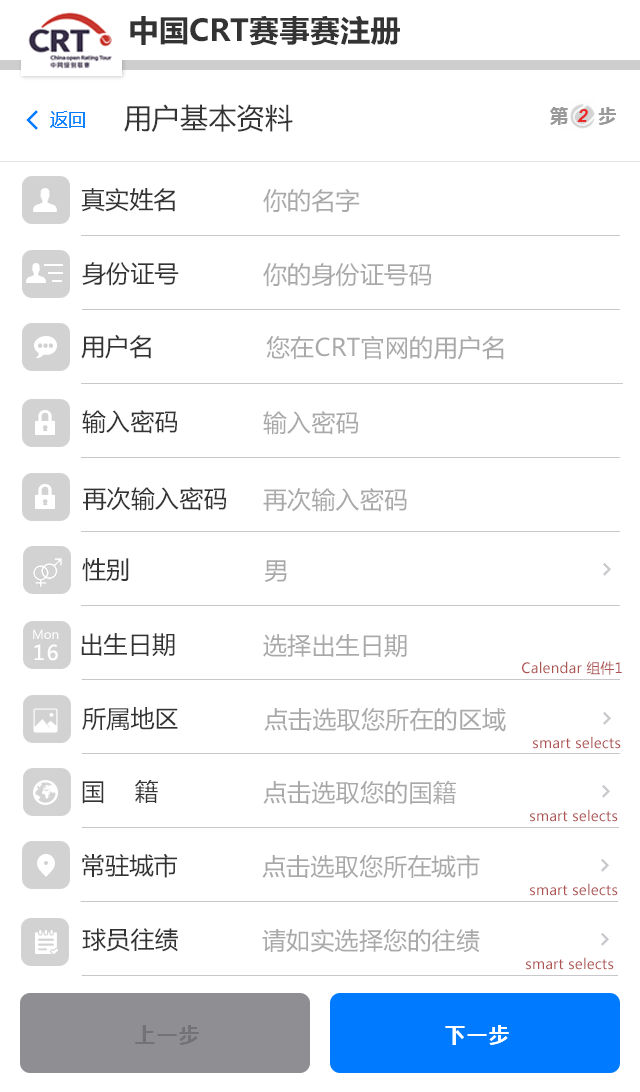 CRT
China open Rating Tour
中网级别联赛
中国CRT赛事赛注册
返回 用户基本资料 第2步
真实姓名 你的名字
身份证号 你的身份证号码
用户名 您在CRT官网的用户名
输入密码 输入密码
再次输入密码 再次输入密码
性别 男
Mon
16
出生日期 选择出生日期
Calendar 组件1
所属地区 点击选取您所在的区域
smart selects
国 籍 点击选取您的国籍
smart selects
常驻城市 点击选取您所在城市
smart selects
球员往绩 请如实选择您的往绩
smart selects
上一步 下一步